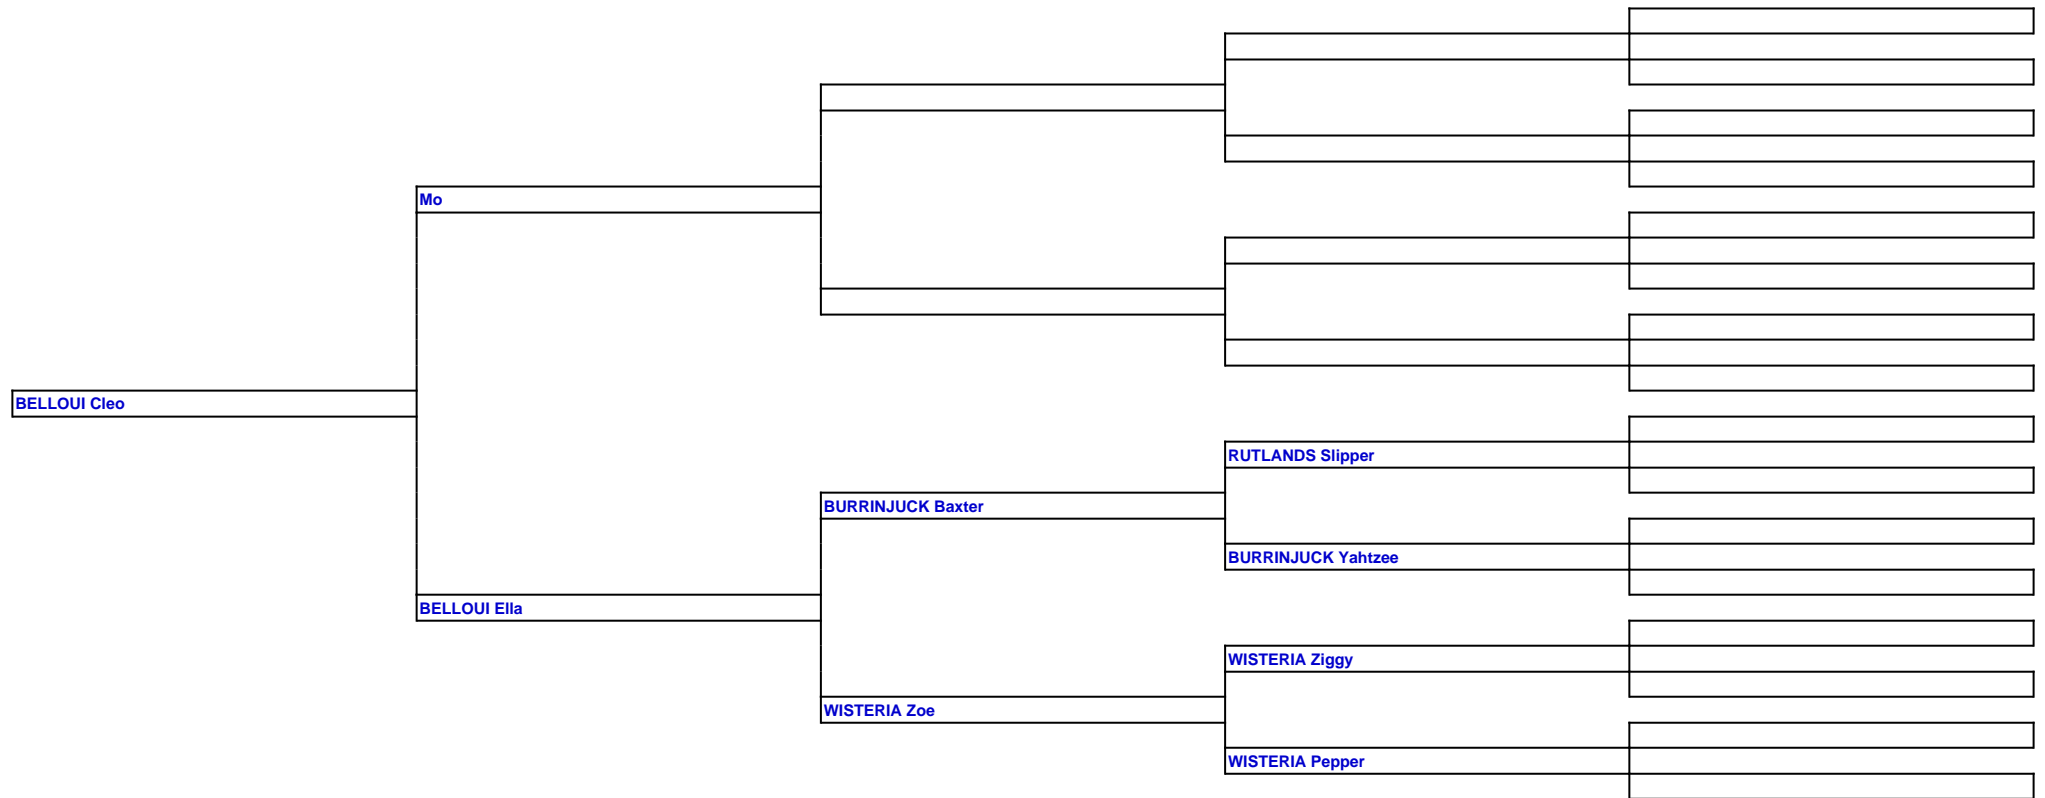 Mo
BELLOUI Cleo
RUTLANDS Slipper
BURRINJUCK Baxter
BURRINJUCK Yahtzee
BELLOUI Ella
WISTERIA Ziggy
WISTERIA Zoe
WISTERIA Pepper